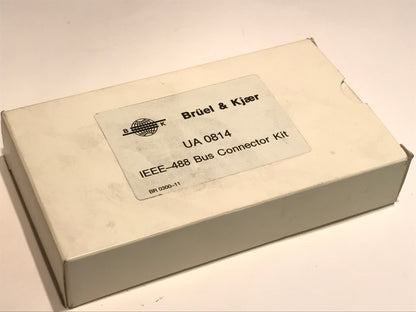 B K
Brüel & Kjær
UA 0814
IEEE–488 Bus Connector Kit
BR 0300–11